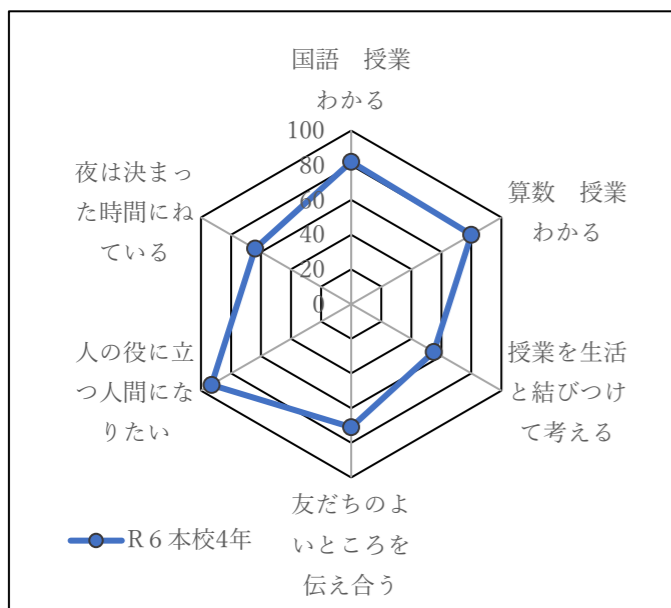 国語　授業
わかる
100
80
60
40
20
0
算数　授業
わかる
授業を生活
と結びつけ
て考える
友だちのよ
いところを
伝え合う
人の役に立
つ人間にな
りたい
夜は決まっ
た時間にね
ている
R６本校4年